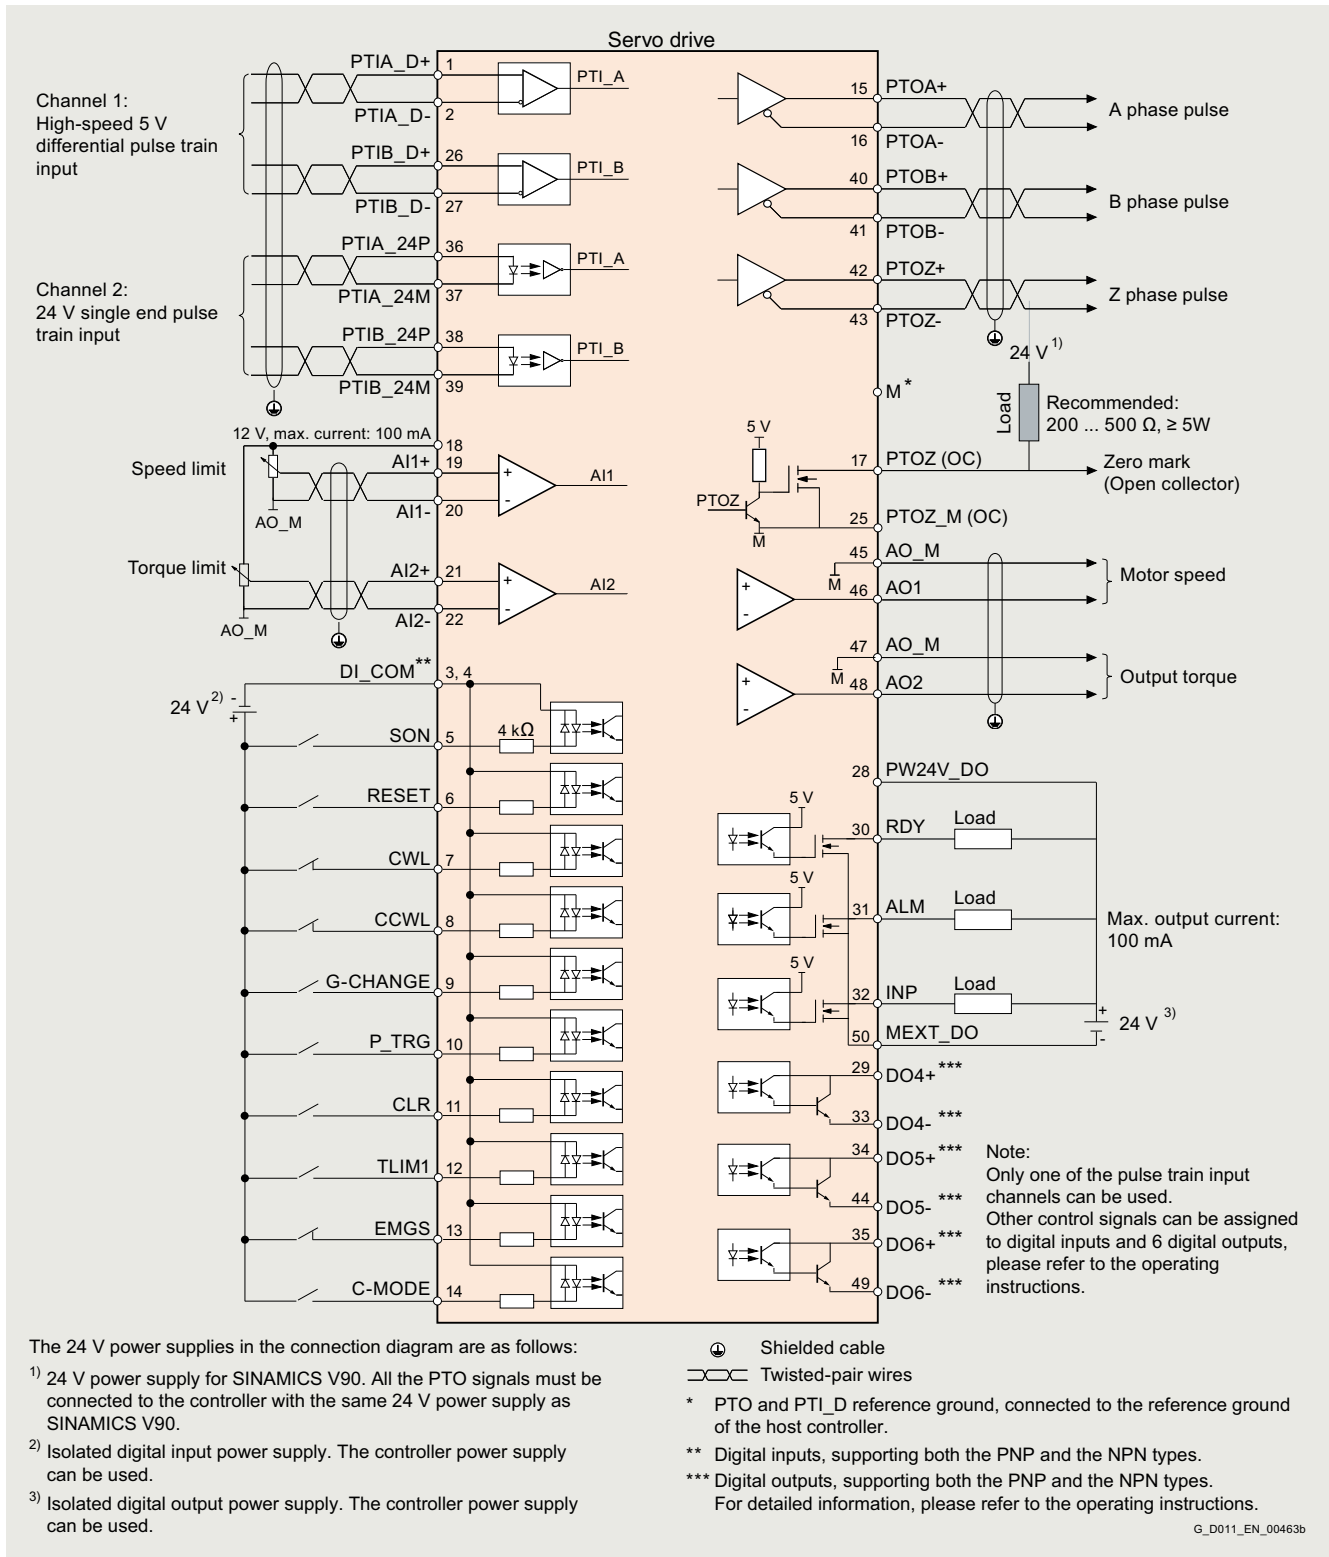 Servo drive
Channel 1:
High-speed 5 V
differential pulse train
input
PTIA_D+
1
PTI_A
PTIA_D-
2
PTIB_D+
26
PTI_B
PTIB_D-
27
Channel 2:
24 V single end pulse
train input
PTIA_24P
36
PTI_A
PTIA_24M
37
PTIB_24P
38
PTI_B
PTIB_24M
39
12 V, max. current: 100 mA
18
Speed limit
AI1+
19
+
-
AI1
AI1-
20
AO_M
Torque limit
AI2+
21
+
-
AI2
AI2-
22
AO_M
DI_COM**
3, 4
24 V 2)
-
+
SON
5
4 kΩ
RESET
6
CWL
7
CCWL
8
G-CHANGE
9
P_TRG
10
CLR
11
TLIM1
12
EMGS
13
C-MODE
14
15
PTOA+
A phase pulse
16
PTOA-
40
PTOB+
B phase pulse
41
PTOB-
42
PTOZ+
Z phase pulse
43
PTOZ-
24 V 1)
M*
Load
Recommended:
200 ... 500 Ω, ≥ 5W
5 V
17
PTOZ (OC)
Zero mark
(Open collector)
PTOZ
M
25
PTOZ_M (OC)
45
AO_M
M
Motor speed
+
-
46
AO1
47
AO_M
M
Output torque
+
-
48
AO2
28
PW24V_DO
5 V
30
RDY
Load
5 V
31
ALM
Load
Max. output current:
100 mA
5 V
32
INP
Load
+
24 V 3)
-
50
MEXT_DO
29
DO4+***
33
DO4- ***
34
DO5+***
44
DO5- ***
35
DO6+***
49
DO6- ***
Note:
Only one of the pulse train input
channels can be used.
Other control signals can be assigned
to digital inputs and 6 digital outputs,
please refer to the operating
instructions.
The 24 V power supplies in the connection diagram are as follows:
1) 24 V power supply for SINAMICS V90. All the PTO signals must be
connected to the controller with the same 24 V power supply as
SINAMICS V90.
2) Isolated digital input power supply. The controller power supply
can be used.
3) Isolated digital output power supply. The controller power supply
can be used.
Shielded cable
Twisted-pair wires
* PTO and PTI_D reference ground, connected to the reference ground
of the host controller.
** Digital inputs, supporting both the PNP and the NPN types.
*** Digital outputs, supporting both the PNP and the NPN types.
For detailed information, please refer to the operating instructions.
G_D011_EN_00463b